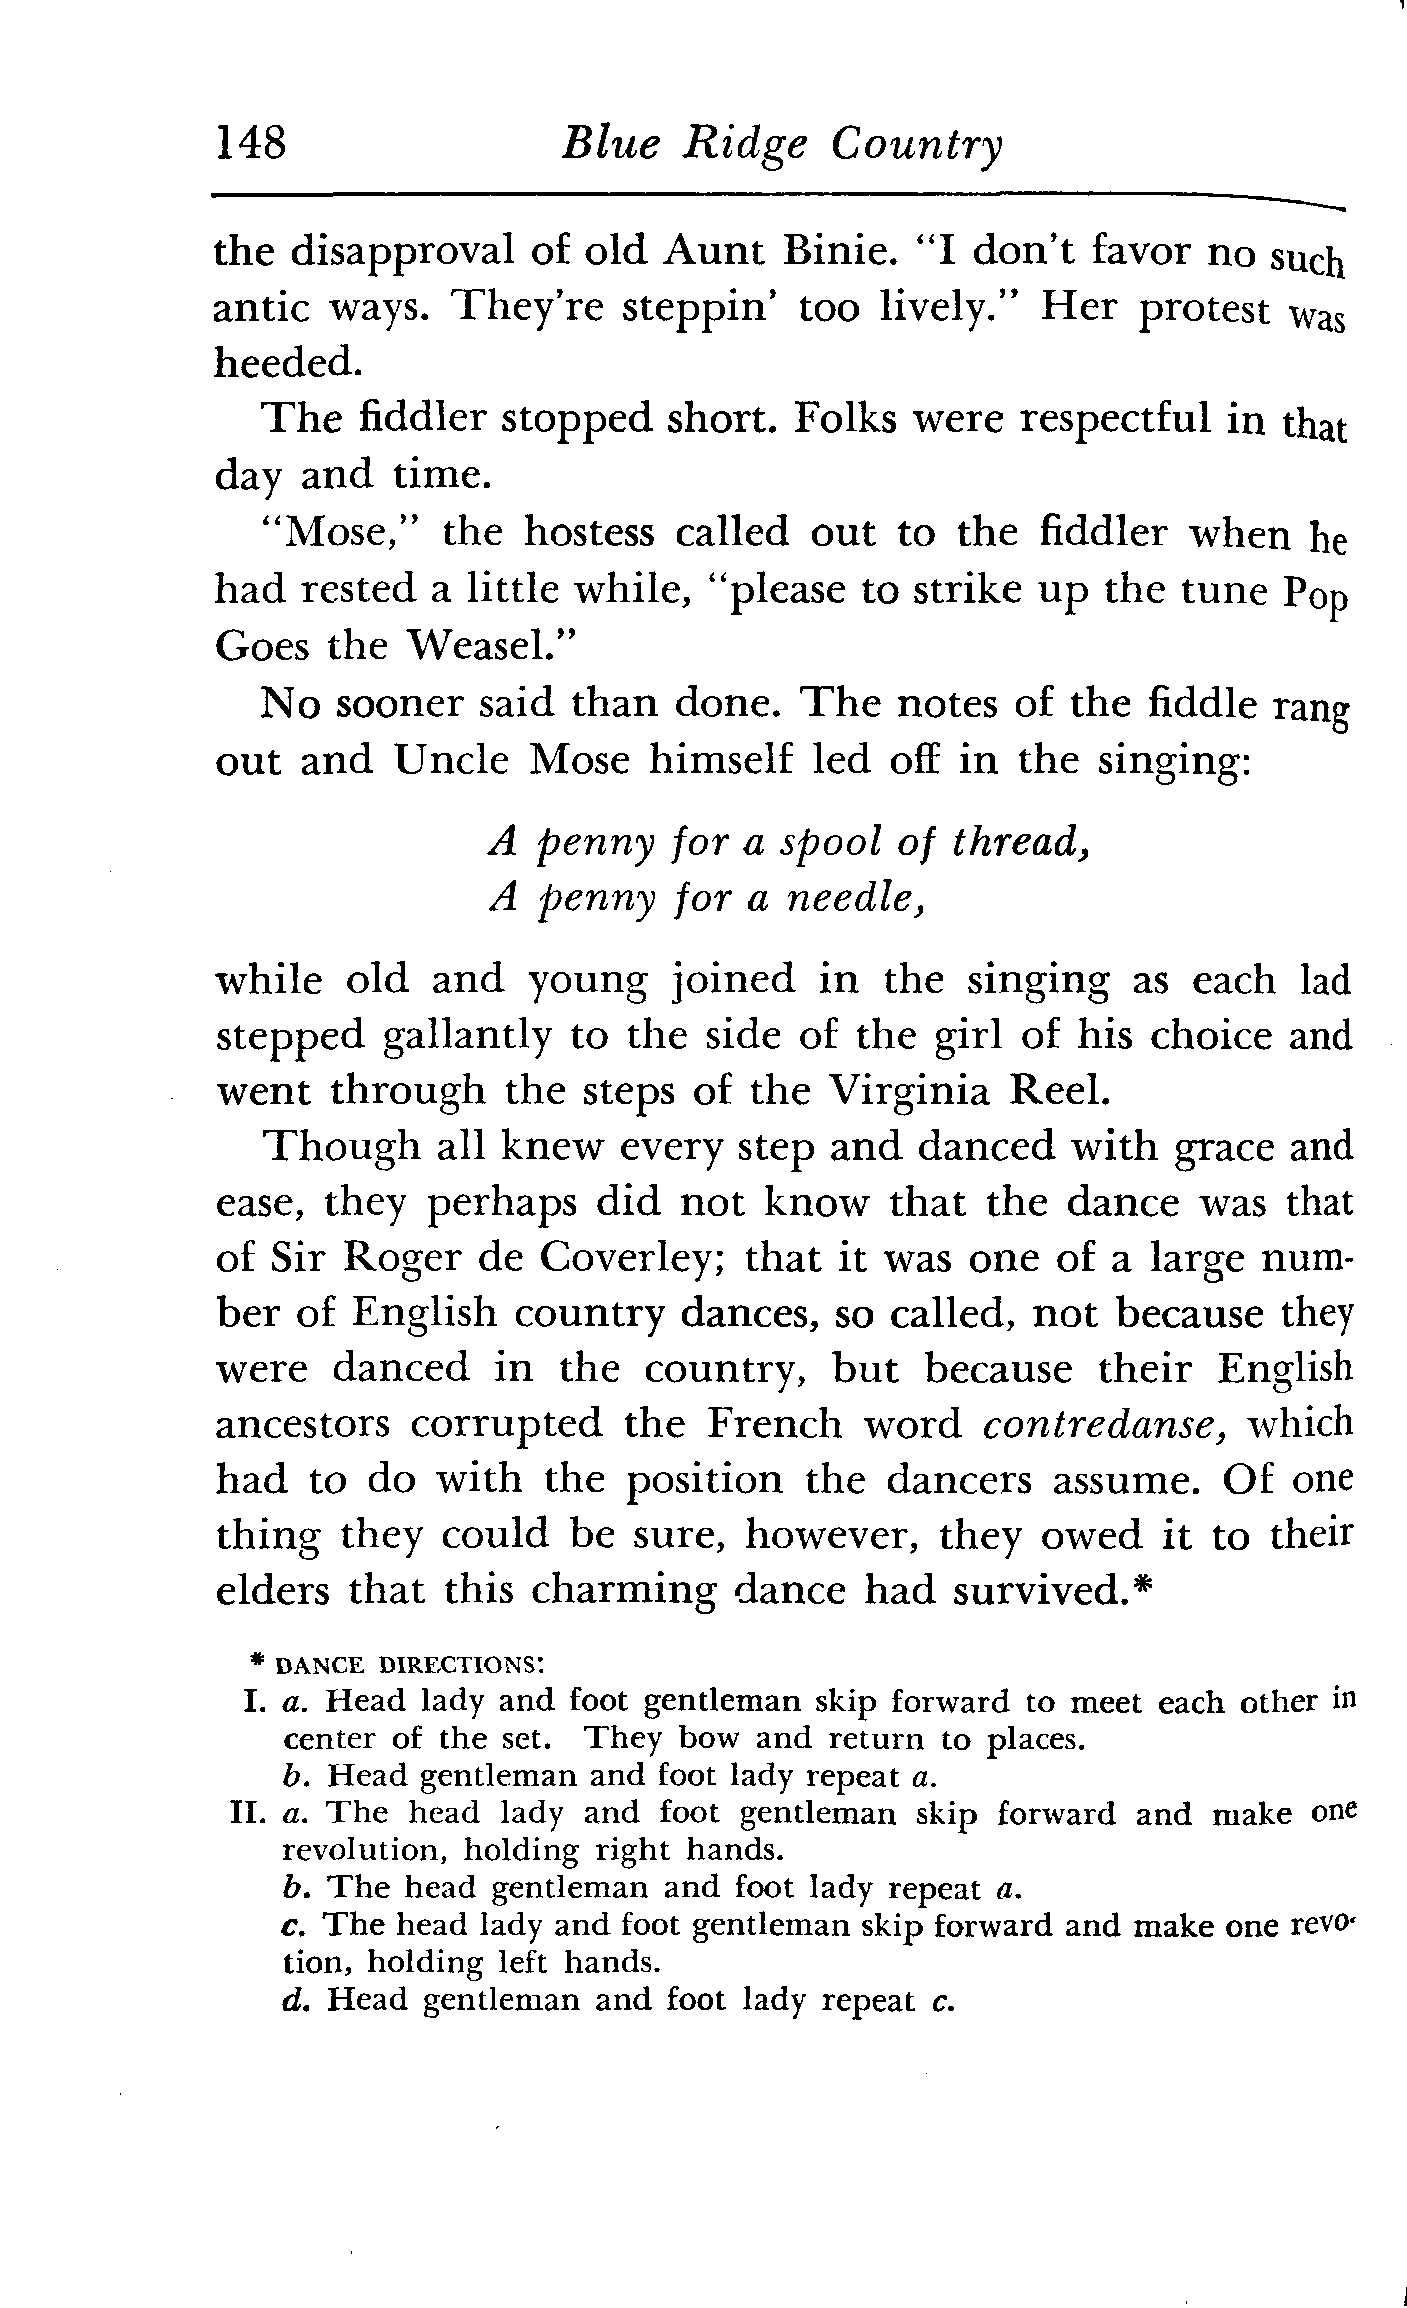 148 Blue Ridge Country
the disapproval of old Aunt Binie. "I don't favor no such
antic ways. They're steppin' too lively." Her protest was
heeded.
The fiddler stopped short. Folks were respectful in that
day and time.
"Mose," the hostess called out to the fiddler when he
had rested a little while, "please to strike up the tune Pop
Goes the Weasel."
No sooner said than done. The notes of the fiddle rang
out and Uncle Mose himself led off in the singing:
A penny for a spool of thread,
A penny for a needle,
while old and young joined in the singing as each lad
stepped gallantly to the side of the girl of his choice and
went through the steps of the Virginia Reel.
Though all knew every step and danced with grace and
ease, they perhaps did not know that the dance was that
of Sir Roger de Coverley; that it was one of a large num-
ber of English country dances, so called, not because they
were danced in the country, but because their English
ancestors corrupted the French word contredanse, which
had to do with the position the dancers assume. Of one
thing they could be sure, however, they owed it to their
elders that this charming dance had survived.*
* DANCE DIRECTIONS:
I. a. Head lady and foot gentleman skip forward to meet each other in
center of the set. They bow and return to places.
b. Head gentleman and foot lady repeat a.
II. a. The head lady and foot gentleman skip forward and make one
revolution, holding right hands.
b. The head gentleman and foot lady repeat a.
c. The head lady and foot gentleman skip forward and make one revo-
tion, holding left hands.
d. Head gentleman and foot lady repeat c.